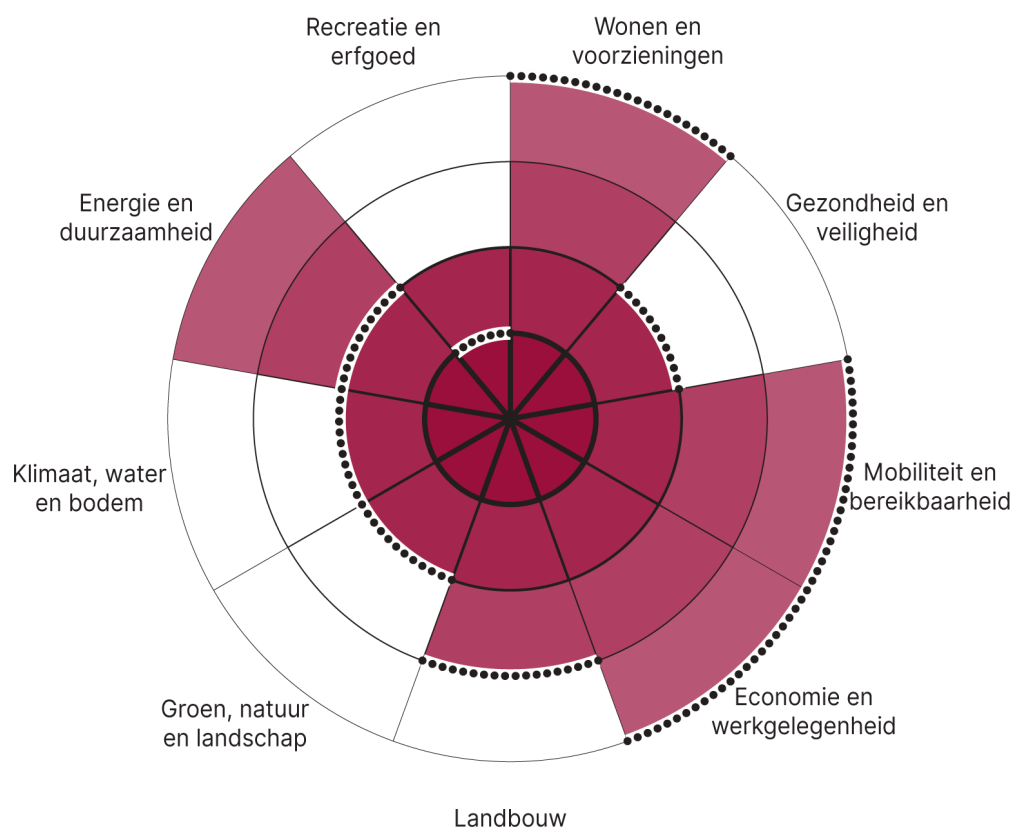 Recreatie en
erfgoed
Wonen en
voorzieningen
Gezondheid en
veiligheid
Mobiliteit en
bereikbaarheid
Economie en
werkgelegenheid
Landbouw
Groen, natuur
en landschap
Klimaat, water
en bodem
Energie en
duurzaamheid